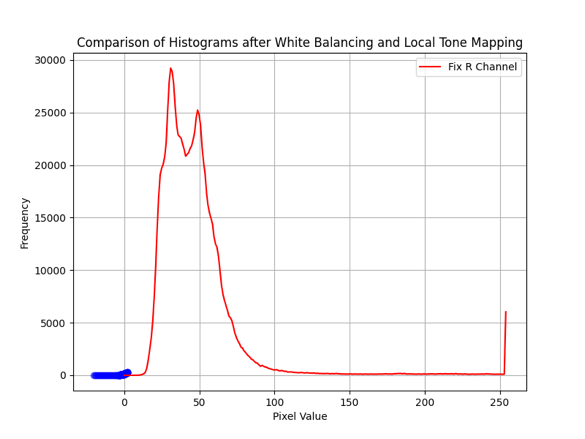 Comparison of Histograms after White Balancing and Local Tone Mapping
Fix R Channel
30000
25000
20000
15000
10000
5000
0
Frequency
0 50 100 150 200 250
Pixel Value